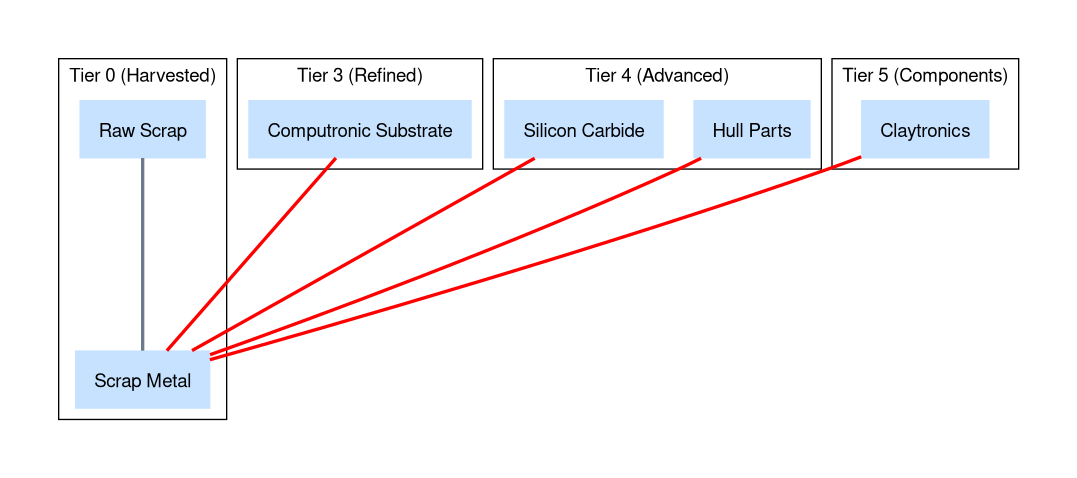 Tier 0 (Harvested)
Tier 3 (Refined)
Tier 4 (Advanced)
Tier 5 (Components)
Raw Scrap
Computronic Substrate
Silicon Carbide
Hull Parts
Claytronics
Scrap Metal